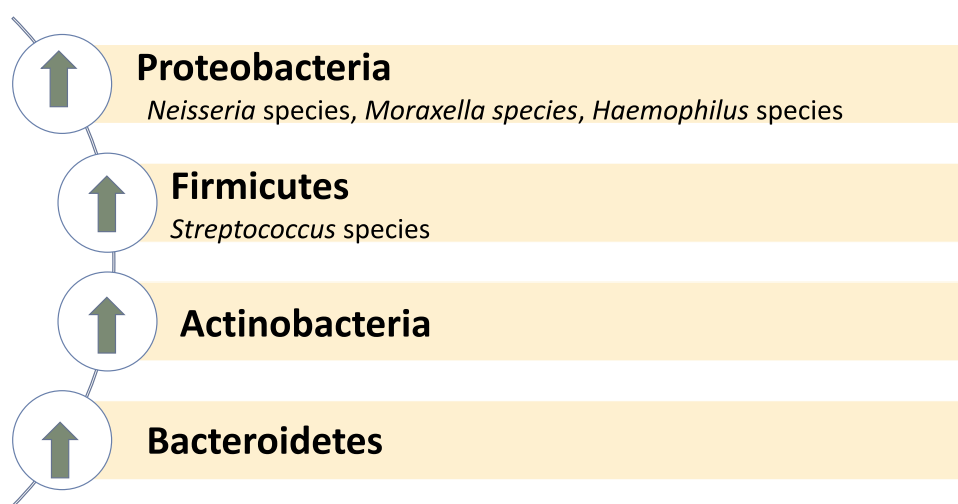 Proteobacteria
Neisseria species, Moraxella species, Haemophilus species
Firmicutes
Streptococcus species
Actinobacteria
Bacteroidetes